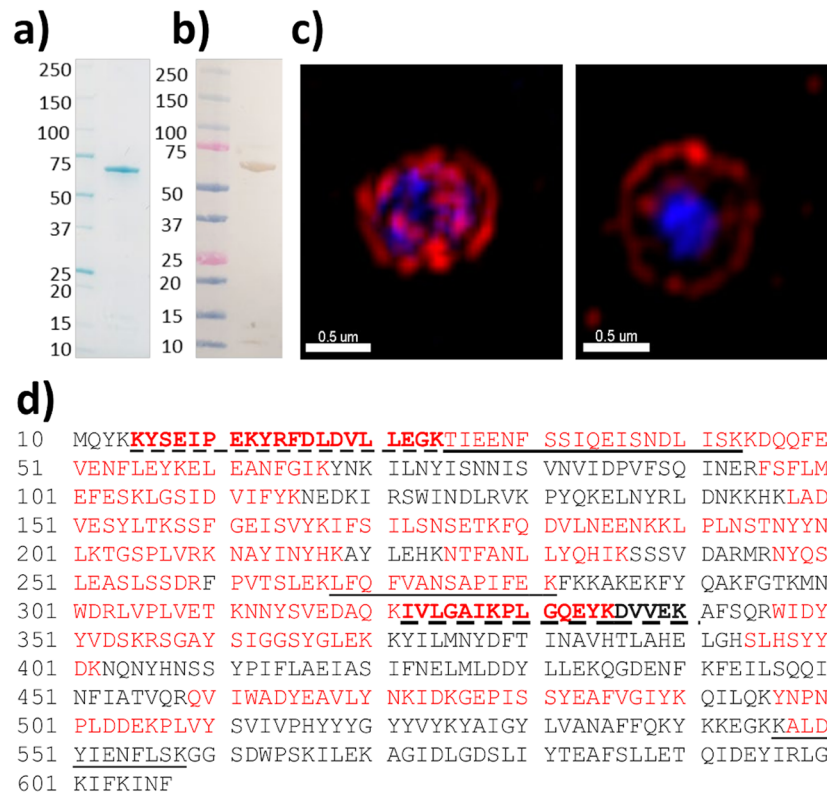 a)
b)
c)
250
150
100
75
50
37
25
20
15
10
250
150
100
75
50
37
25
20
15
10
0.5 um
0.5 um
d)
10 MQYKKYSEIP EKYRFDLDVL LEGKTIEENF SSIQEISNDL ISKKDQQFE
51 VENFLEYKEL EANFGIKYNK ILNYISNNIS VNVIDPVFSQ INERFSFLM
101 EFESKLGSID VIFYKNEDKI RSWINDLRVK PYQKELNYRL DNKKHKLAD
151 VESYLTKSSF GEISVYKIFS ILSNSETKFQ DVLNEENKKL PLNSTNYYN
201 LKTGSPLVRK NAYINYHKAY LEHKNTFANL LYQHIKSSSV DARMRNYQS
251 LEASLSSDRF PVTSLEKLFQ FVANSAPIFE KFKKAKEKFY QAKFGTKMN
301 WDRLVPLVET KNNYSVEDAQ KIVLGAIKPL GQEYKDVVEK AFSQRWIDY
351 YVDSKRSGAY SIGGSYGLEK KYILMNYDFT INAVHTLAHE LGHSLHSYY
401 DKNQNYHNSS YPIFLAEIAS IFNELMLDDY LLEKQGDENF KFEILSQQI
451 NFIATVQRQV IWADYEAVLY NKIDKGEPISS SYEAFVGIYK QILQKYNPN
501 PLDDEKPLVY SVIVPHYYYG YYVYKYAIGY LVANAFFQKY KKEGKKALD
551 YIENFLSKGG SDWPSKILEK AGIDLGDSLI YTEAFSLLET QIDEYIRLG
601 KIFKINF